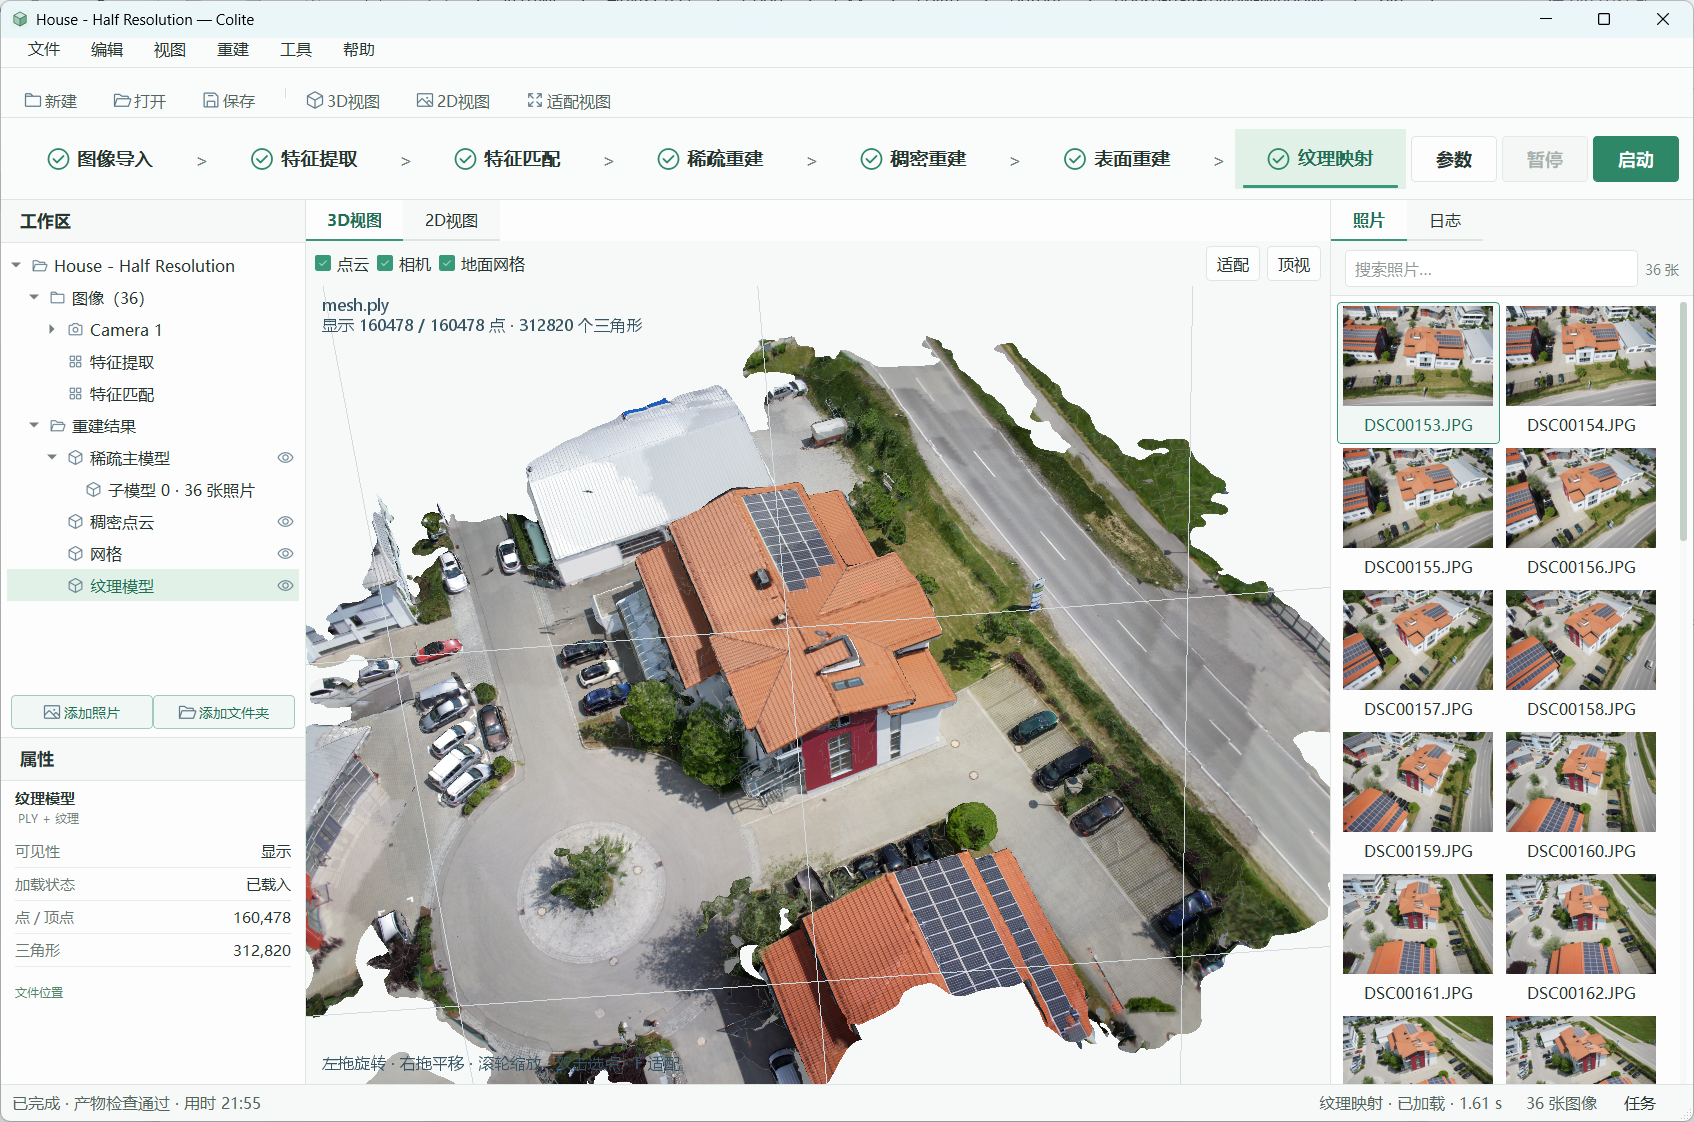 House - Half Resolution — Colite
文件 编辑 视图 重建 工具 帮助
新建 打开 保存 3D视图 2D视图 适配视图
图像导入 > 特征提取 > 特征匹配 > 稀疏重建 > 稠密重建 > 表面重建 > 纹理映射 参数 暂停 启动
工作区
House - Half Resolution
图像（36）
Camera 1
特征提取
特征匹配
重建结果
稀疏主模型
子模型 0 · 36 张照片
稠密点云
网格
纹理模型
添加照片 添加文件夹
属性
纹理模型
PLY + 纹理
可见性 显示
加载状态 已载入
点 / 顶点 160,478
三角形 312,820
文件位置
3D视图 2D视图
点云 相机 地面网格 适配 顶视
mesh.ply
显示 160478 / 160478 点 · 312820 个三角形
左拖旋转 · 右拖平移 · 滚轮缩放 适配
照片 日志
搜索照片... 36 张
DSC00153.JPG DSC00154.JPG
DSC00155.JPG DSC00156.JPG
DSC00157.JPG DSC00158.JPG
DSC00159.JPG DSC00160.JPG
DSC00161.JPG DSC00162.JPG
已完成 · 产物检查通过 · 用时 21:55 纹理映射 · 已加载 · 1.61 s 36 张图像 任务